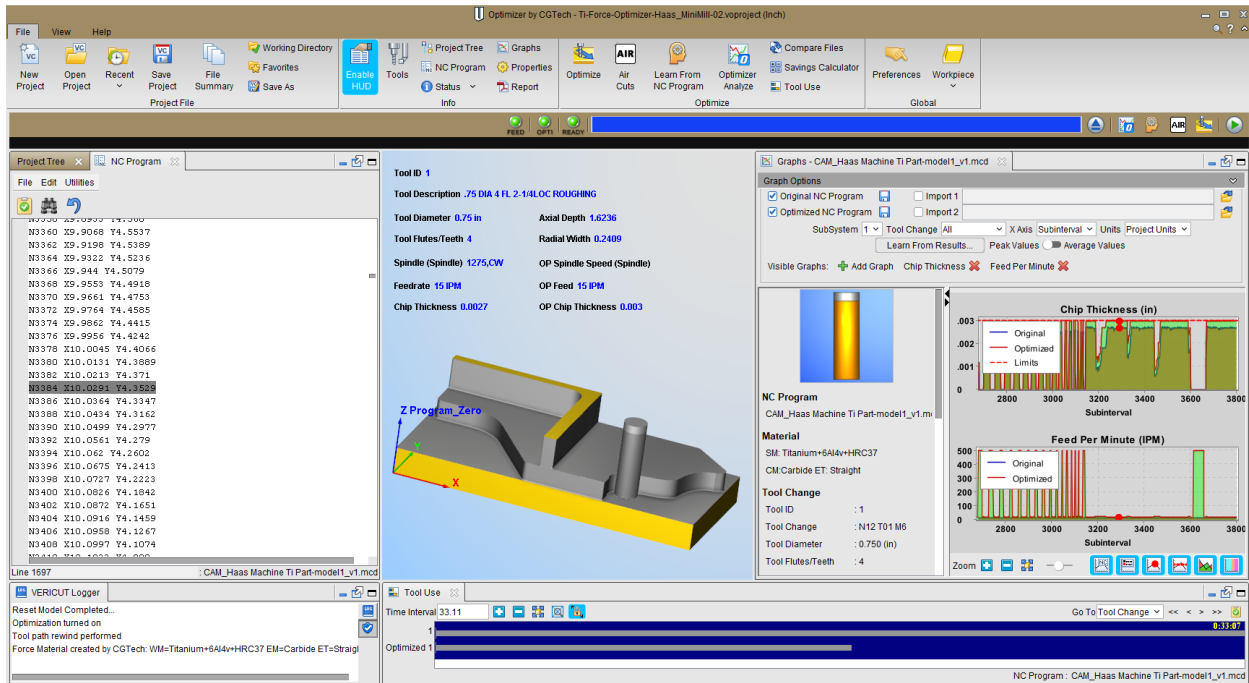 Optimizer by CGTech - Ti-Force-Optimizer-Haas_MiniMill-02.voproject (Inch)
File View Help
New Project
Open Project
Recent
Save Project
File Summary
Working Directory
Favorites
Save As
Project File
Enable HUD
Tools
Project Tree
NC Program
Status
Graphs
Properties
Report
Info
Optimize
AIR
Air Cuts
Learn From NC Program
Optimizer Analyze
Compare Files
Savings Calculator
Tool Use
Optimize
Preferences
Workpiece
Global
FEED OPTI READY
AIR
Project Tree NC Program
File Edit Utilities
N3360 X9.9068 Y4.5537
N3362 X9.9198 Y4.5389
N3364 X9.9322 Y4.5236
N3366 X9.944 Y4.5079
N3368 X9.9553 Y4.4918
N3370 X9.9661 Y4.4753
N3372 X9.9764 Y4.4585
N3374 X9.9862 Y4.4415
N3376 X9.9956 Y4.4242
N3378 X10.0045 Y4.4066
N3380 X10.0131 Y4.3889
N3382 X10.0213 Y4.371
N3384 X10.0291 Y4.3529
N3386 X10.0364 Y4.3347
N3388 X10.0434 Y4.3162
N3390 X10.0499 Y4.2977
N3392 X10.0561 Y4.279
N3394 X10.062 Y4.2602
N3396 X10.0675 Y4.2413
N3398 X10.0727 Y4.2223
N3400 X10.0826 Y4.1842
N3402 X10.0872 Y4.1651
N3404 X10.0916 Y4.1459
N3406 X10.0958 Y4.1267
N3408 X10.0997 Y4.1074
Line 1697 : CAM_Haas Machine Ti Part-model1_v1.mcd
Tool ID 1
Tool Description .75 DIA 4 FL 2-1/4LOC ROUGHING
Tool Diameter 0.75 in Axial Depth 1.6236
Tool Flutes/Teeth 4 Radial Width 0.2409
Spindle (Spindle) 1275,CW OP Spindle Speed (Spindle)
Feedrate 15 IPM OP Feed 15 IPM
Chip Thickness 0.0027 OP Chip Thickness 0.003
Z Program_Zero
Y
X
Graphs - CAM_Haas Machine Ti Part-model1_v1.mcd
Graph Options
Original NC Program Import 1
Optimized NC Program Import 2
SubSystem 1 Tool Change All X Axis Subinterval Units Project Units
Learn From Results... Peak Values Average Values
Visible Graphs: Add Graph Chip Thickness Feed Per Minute
NC Program
CAM_Haas Machine Ti Part-model1_v1.m
Material
SM: Titanium+6Al4v+HRC37
CM:Carbide ET: Straight
Tool Change
Tool ID : 1
Tool Change : N12 T01 M6
Tool Diameter : 0.750 (in)
Tool Flutes/Teeth : 4
Chip Thickness (in)
.003
.002
.001
0
Original
Optimized
Limits
2800 3000 3200 3400 3600 3800
Subinterval
Feed Per Minute (IPM)
500
400
300
200
100
0
Original
Optimized
2800 3000 3200 3400 3600 3800
Subinterval
Zoom
VERICUT Logger
Reset Model Completed...
Optimization turned on
Tool path rewind performed
Force Material created by CGTech: WM=Titanium+6Al4v+HRC37 EM=Carbide ET=Straig
Tool Use
Time Interval 33.11 Go To Tool Change << < > >>
1 0:33:07
Optimized 1
NC Program : CAM_Haas Machine Ti Part-model1_v1.mcd